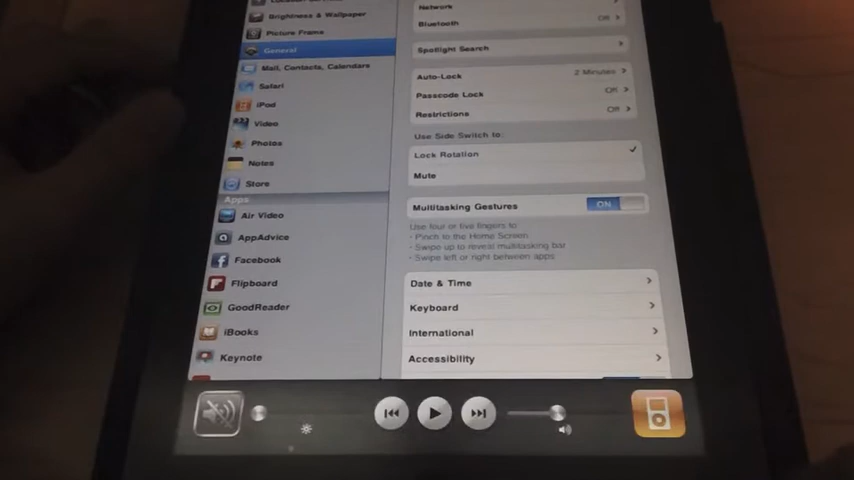 Brightness & Wallpaper
Picture Frame
General
Mail, Contacts, Calendars
Safari
iPod
Video
Photos
Notes
Store
Apps
Air Video
AppAdvice
Facebook
Flipboard
GoodReader
iBooks
Keynote
Network
Bluetooth Off
Spotlight Search
Auto-Lock 2 Minutes
Passcode Lock Off
Restrictions Off
Use Side Switch to:
Lock Rotation
Mute
Multitasking Gestures ON
Use four or five fingers to
• Pinch to the Home Screen
• Swipe up to reveal multitasking bar
• Swipe left or right between apps
Date & Time
Keyboard
International
Accessibility